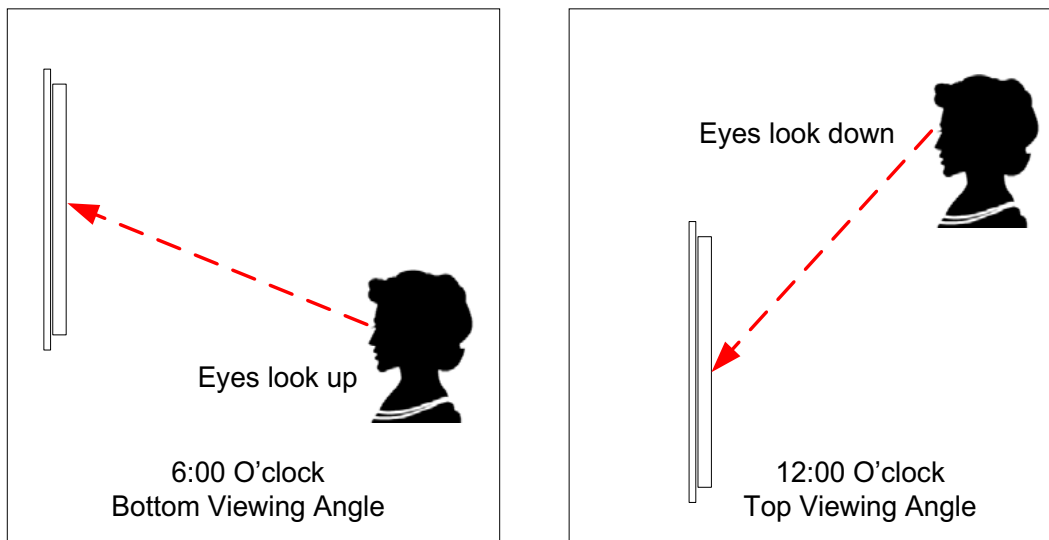 Eyes look up
6:00 O’clock
Bottom Viewing Angle
Eyes look down
12:00 O’clock
Top Viewing Angle